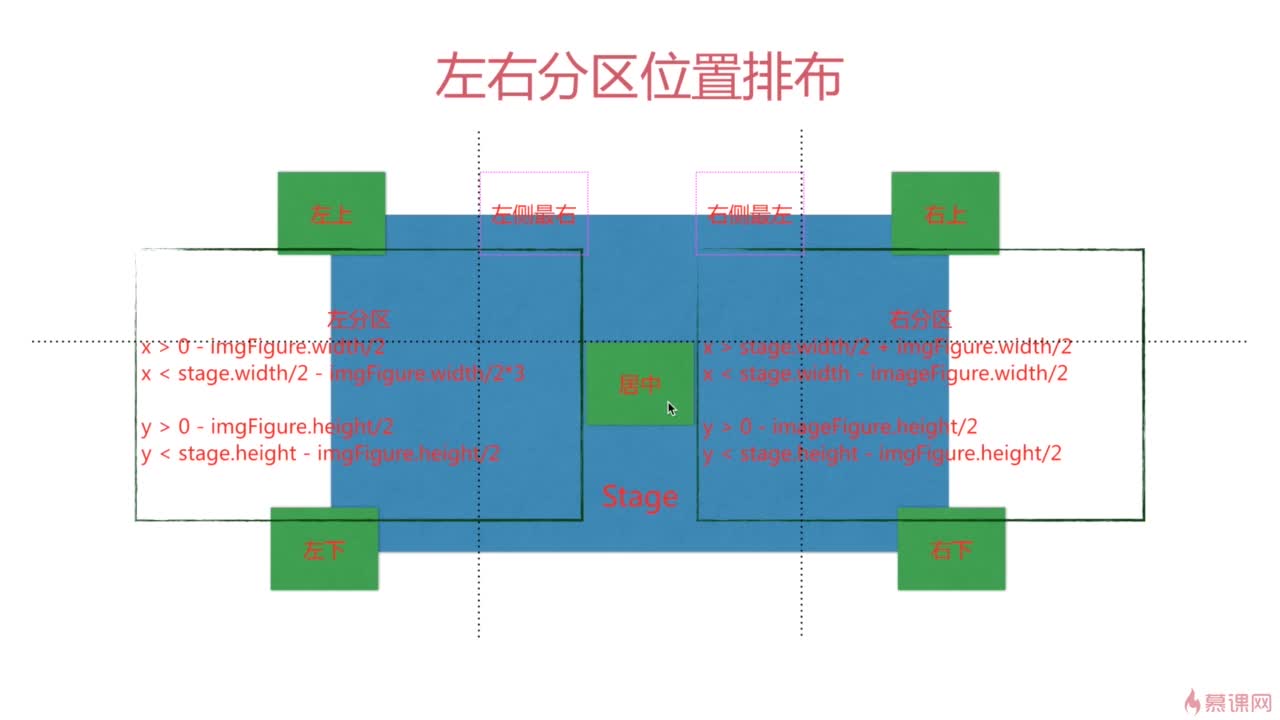 左右分区位置排布
左上
左侧最右
右侧最左
右上
左分区
x > 0 - imgFigure.width/2
x < stage.width/2 - imgFigure.width/2*3
y > 0 - imgFigure.height/2
y < stage.height - imgFigure.height/2
居中
右分区
x > stage.width/2 + imgFigure.width/2
x < stage.width - imageFigure.width/2
y > 0 - imageFigure.height/2
y < stage.height - imgFigure.height/2
Stage
左下
右下
慕课网